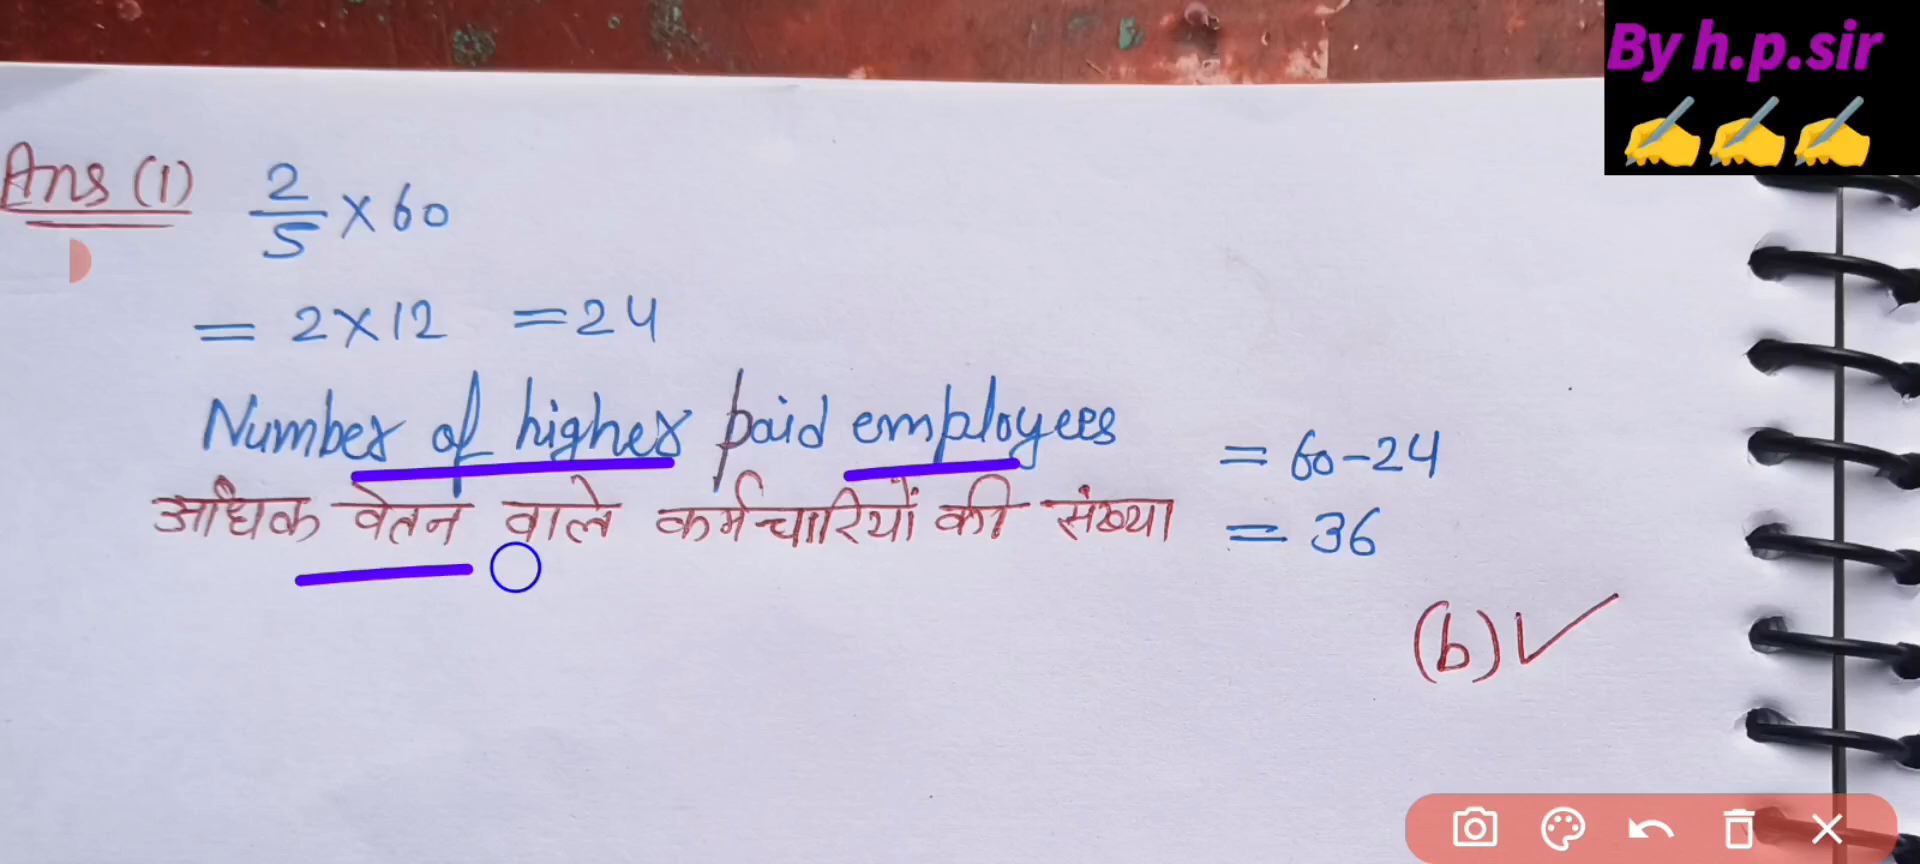 By h.p.sir
Ans (1) 2/5 × 60
= 2×12 = 24
Number of higher paid employees = 60-24
अधिक वेतन वाले कर्मचारियों की संख्या = 36
(b)✓